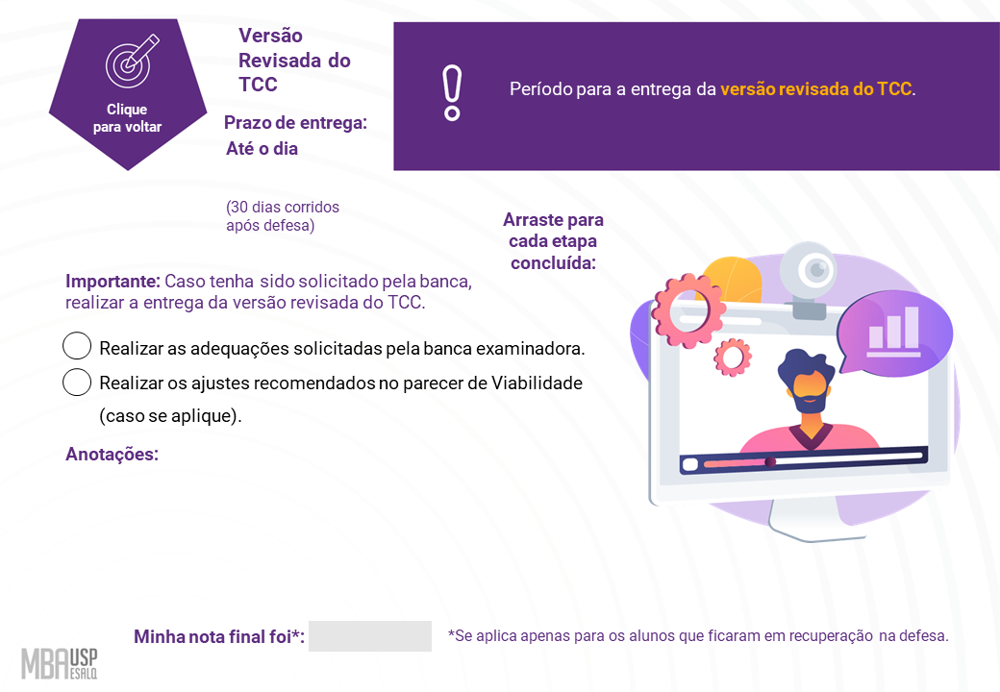 Clique
para voltar
Versão
Revisada do
TCC
Prazo de entrega:
Até o dia
(30 dias corridos
após defesa)
Período para a entrega da versão revisada do TCC.
Arraste para
cada etapa
concluída:
Importante: Caso tenha sido solicitado pela banca,
realizar a entrega da versão revisada do TCC.
Realizar as adequações solicitadas pela banca examinadora.
Realizar os ajustes recomendados no parecer de Viabilidade
(caso se aplique).
Anotações:
Minha nota final foi*:
*Se aplica apenas para os alunos que ficaram em recuperação na defesa.
MBA USP
ESALQ